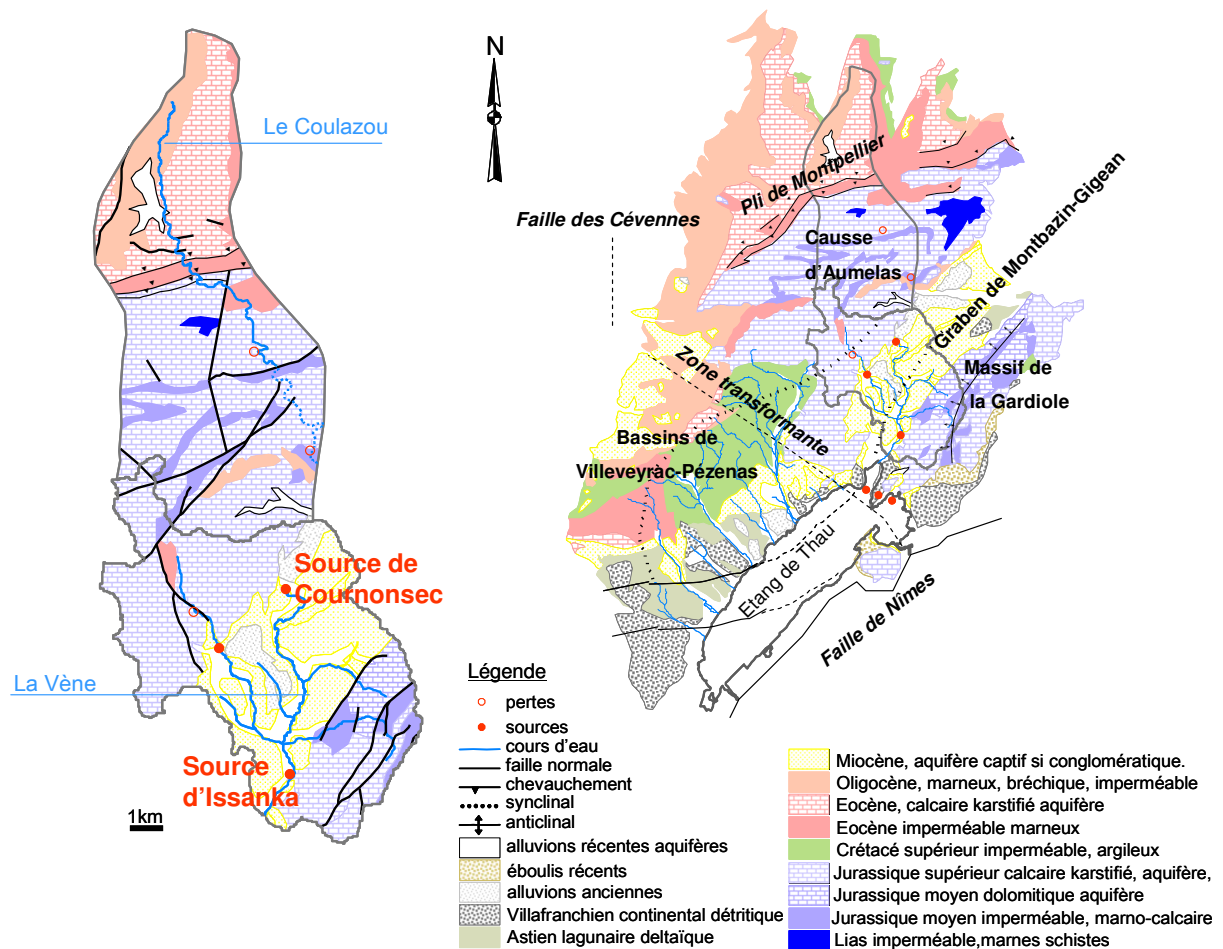 Le Coulazou
N
Pli de Montpellier
Faille des Cévennes
Causse
d'Aumelas
Graben de Montbazin-Gigean
Zone transformante
Massif de
la Gardiole
Bassins de
Villeveyrac-Pézenas
Etang de Thau
Faille de Nîmes
Source de
Cournonsec
La Vène
Source
d'Issanka
1km
Légende
pertes
sources
cours d'eau
faille normale
chevauchement
synclinal
anticlinal
alluvions récentes aquifères
éboulis récents
alluvions anciennes
Villafranchien continental détritique
Astien lagunaire deltaïque
Miocène, aquifère captif si conglomératique.
Oligocène, marneux, bréchique, imperméable
Eocène, calcaire karstifié aquifère
Eocène imperméable marneux
Crétacé supérieur imperméable, argileux
Jurassique supérieur calcaire karstifié, aquifère,
Jurassique moyen dolomitique aquifère
Jurassique moyen imperméable, marno-calcaire
Lias imperméable,marnes schistes